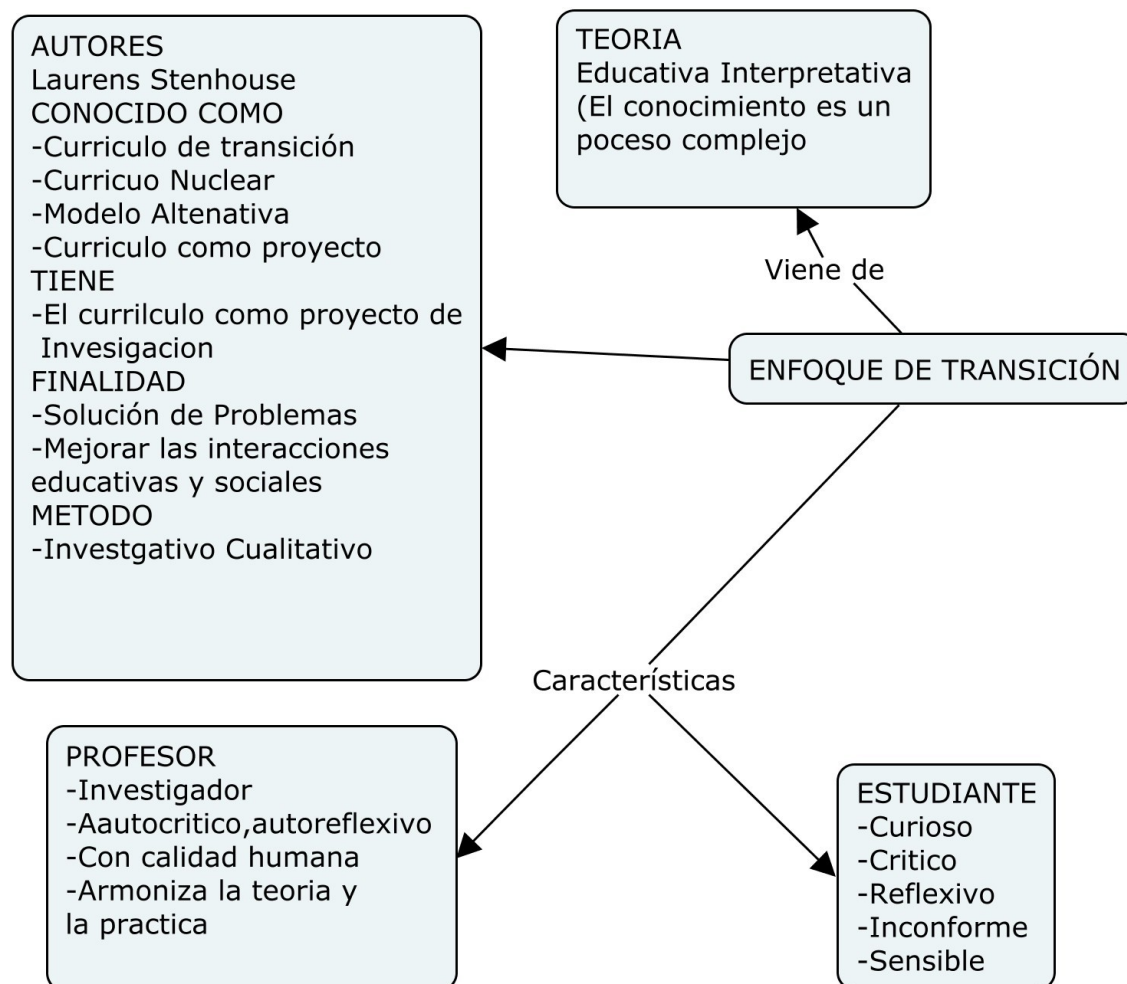 AUTORES
Laurens Stenhouse
CONOCIDO COMO
-Curriculo de transición
-Curricuo Nuclear
-Modelo Altenativa
-Curriculo como proyecto
TIENE
-El currilculo como proyecto de
Invesigacion
FINALIDAD
-Solución de Problemas
-Mejorar las interacciones
educativas y sociales
METODO
-Investgativo Cualitativo
TEORIA
Educativa Interpretativa
(El conocimiento es un
poceso complejo
Viene de
ENFOQUE DE TRANSICIÓN
Características
PROFESOR
-Investigador
-Aautocritico,autoreflexivo
-Con calidad humana
-Armoniza la teoria y
la practica
ESTUDIANTE
-Curioso
-Critico
-Reflexivo
-Inconforme
-Sensible